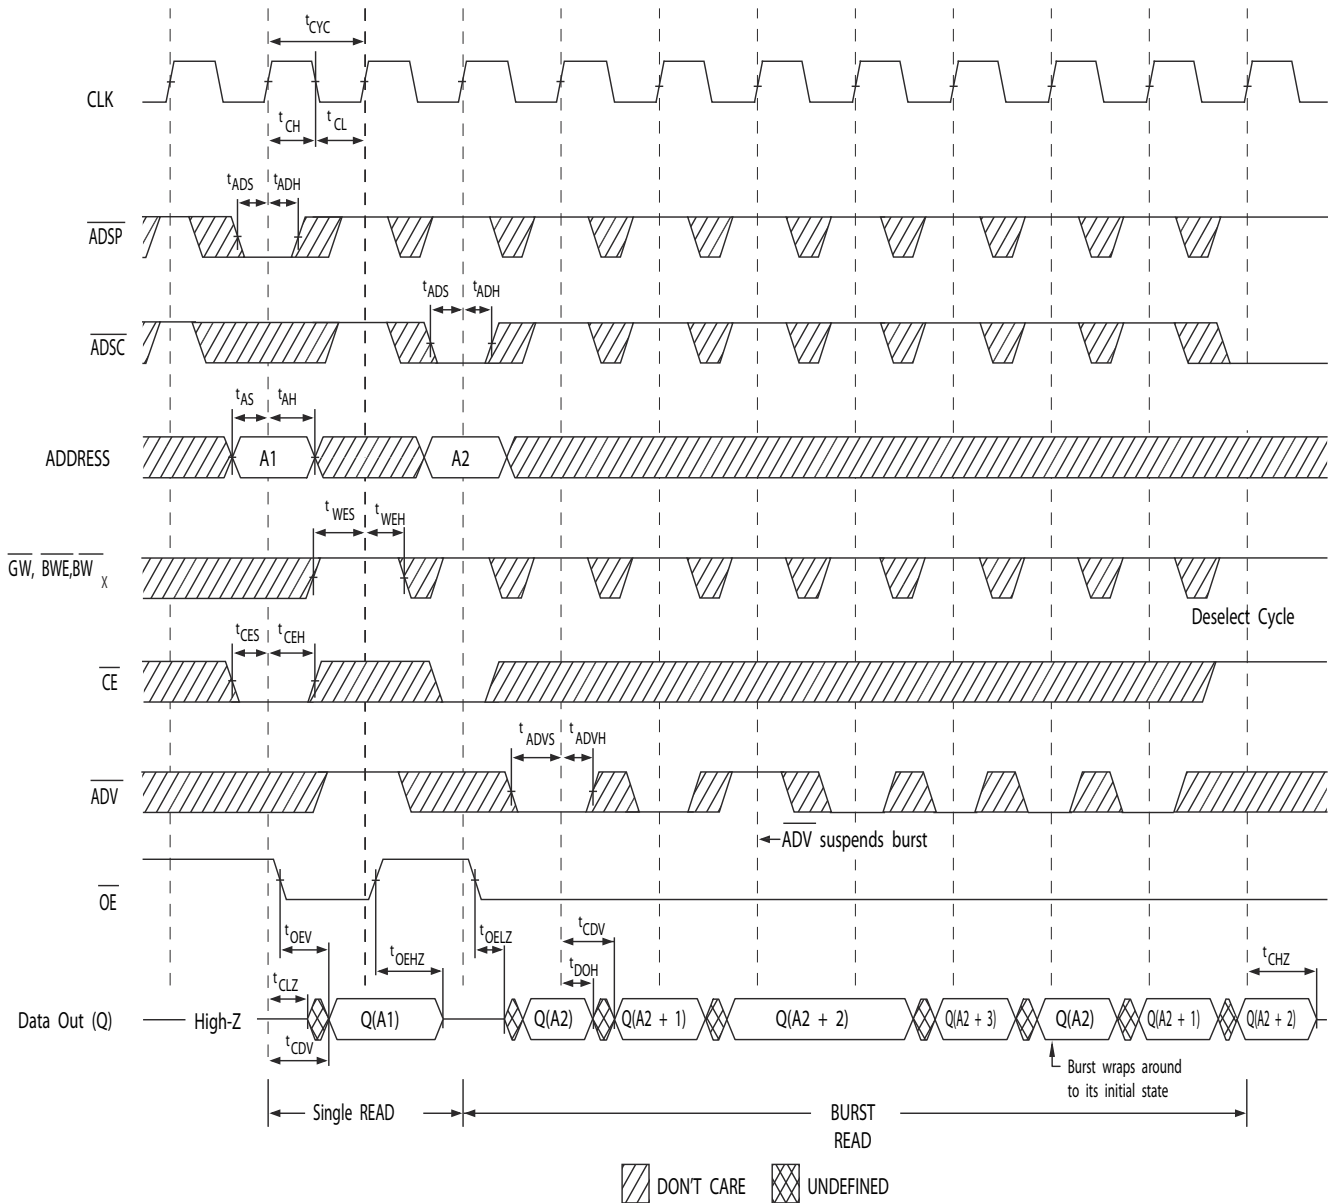 tCYC
CLK
tCH
tCL
tADS
tADH
ADSP
tADS
tADH
ADSC
tAS
tAH
ADDRESS
A1
A2
tWES
tWEH
GW, BWE,BW X
Deselect Cycle
tCES
tCEH
CE
tADVS
tADVH
ADV
ADV suspends burst
OE
tOEV
tOEHZ
tOELZ
tCDV
tDOH
tCHZ
tCLZ
Data Out (Q)
High-Z
Q(A1)
Q(A2)
Q(A2 + 1)
Q(A2 + 2)
Q(A2 + 3)
Q(A2)
Q(A2 + 1)
Q(A2 + 2)
tCDV
Burst wraps around
to its initial state
Single READ
BURST
READ
DON'T CARE
UNDEFINED